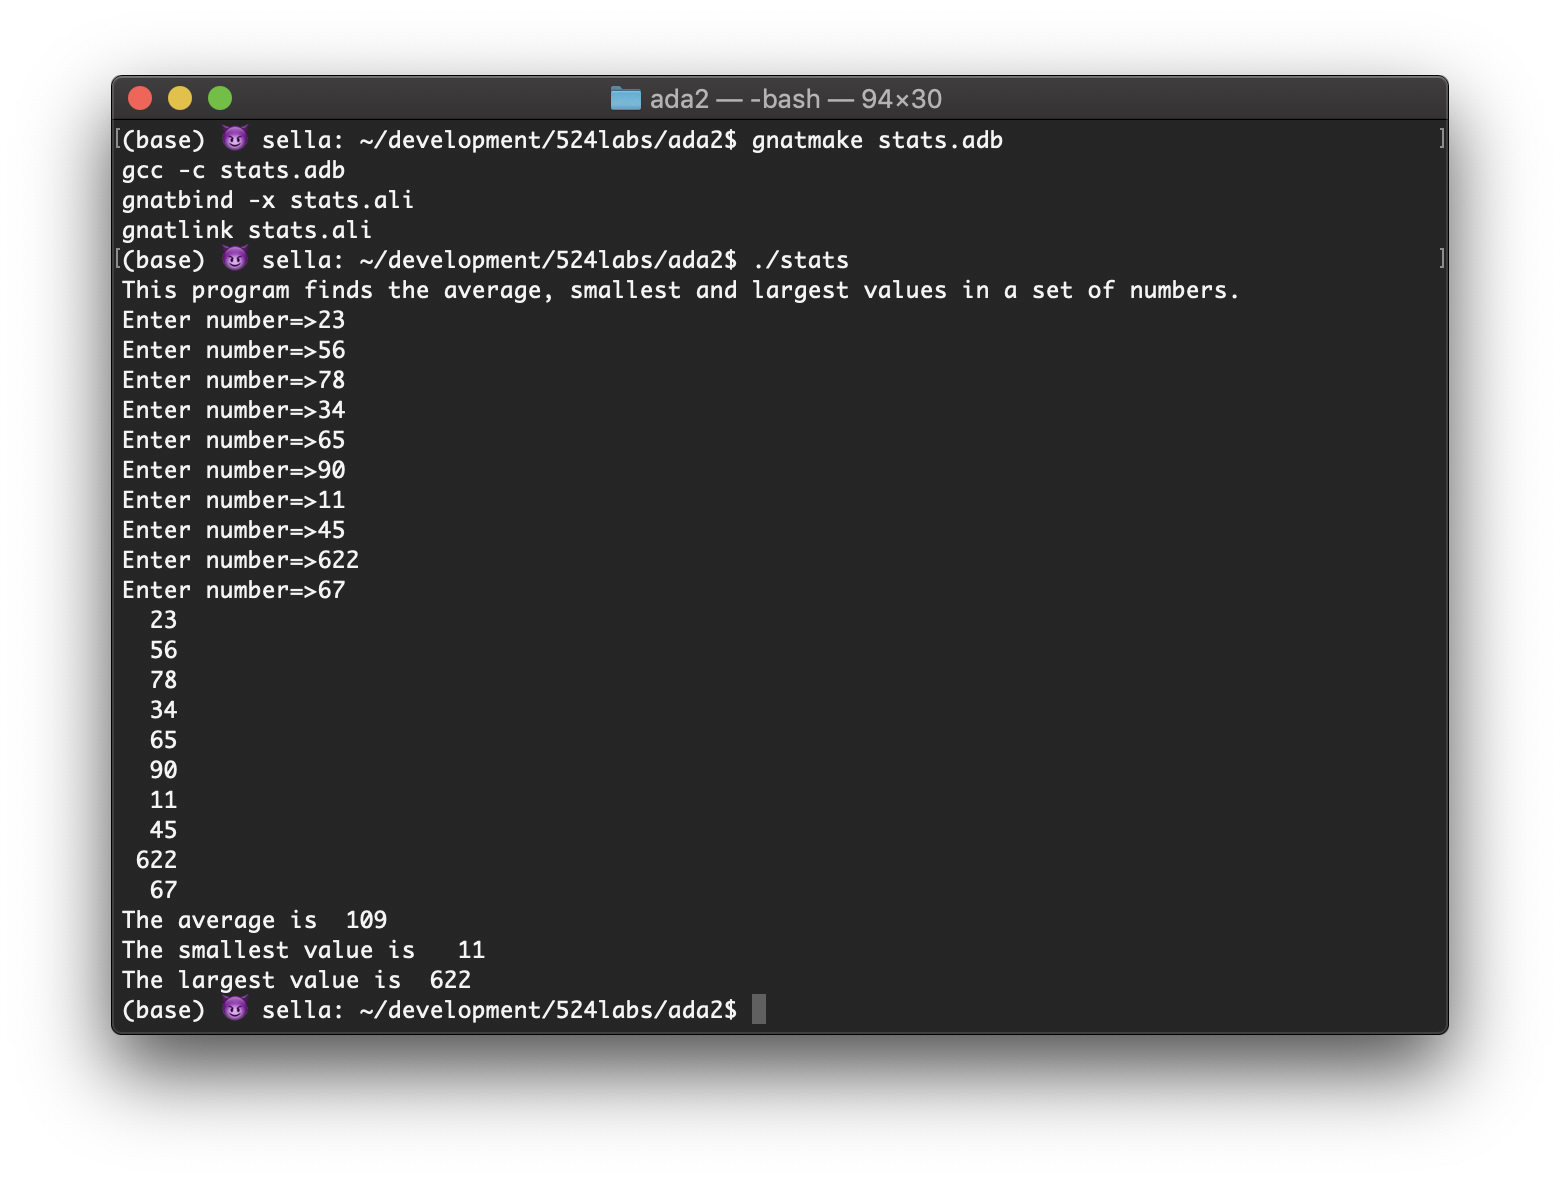 ada2 — -bash — 94×30
[(base) 😈 sella: ~/development/524labs/ada2$ gnatmake stats.adb ]
gcc -c stats.adb
gnatbind -x stats.ali
gnatlink stats.ali
[(base) 😈 sella: ~/development/524labs/ada2$ ./stats ]
This program finds the average, smallest and largest values in a set of numbers.
Enter number=>23
Enter number=>56
Enter number=>78
Enter number=>34
Enter number=>65
Enter number=>90
Enter number=>11
Enter number=>45
Enter number=>622
Enter number=>67
  23
  56
  78
  34
  65
  90
  11
  45
 622
  67
The average is  109
The smallest value is   11
The largest value is  622
(base) 😈 sella: ~/development/524labs/ada2$